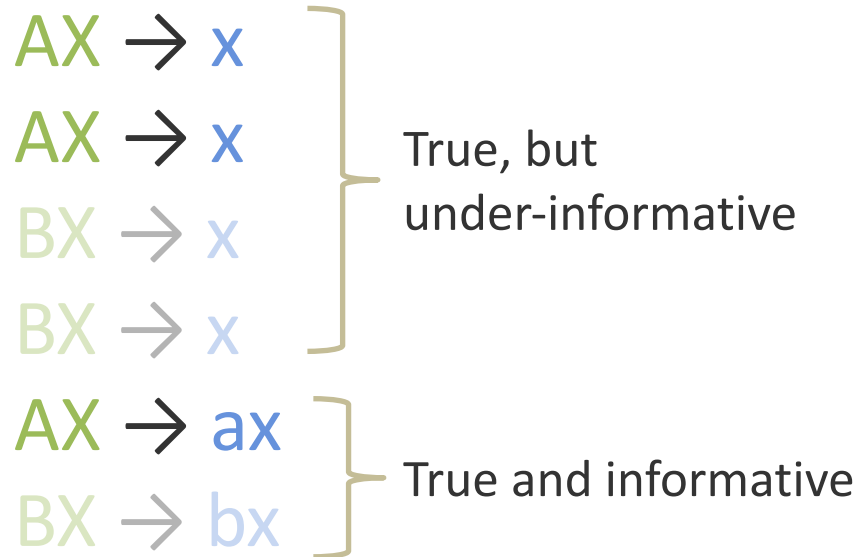 AX → x
AX → x
BX → x
BX → x
True, but
under-informative
AX → ax
BX → bx
True and informative